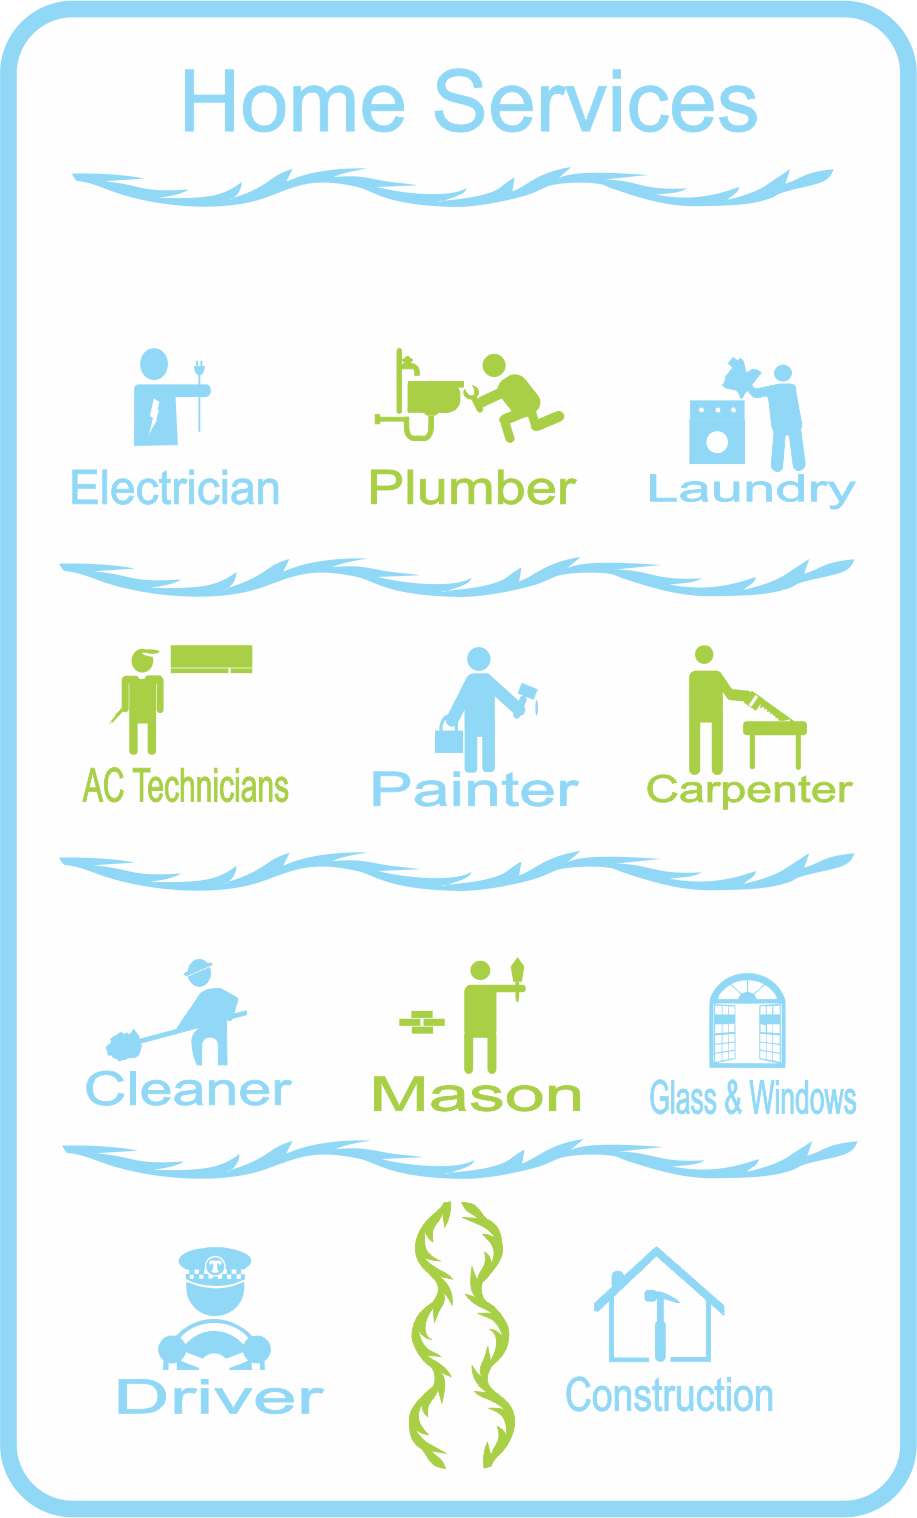 Home Services
Electrician
Plumber
Laundry
AC Technicians
Painter
Carpenter
Cleaner
Mason
Glass & Windows
T
Driver
Construction